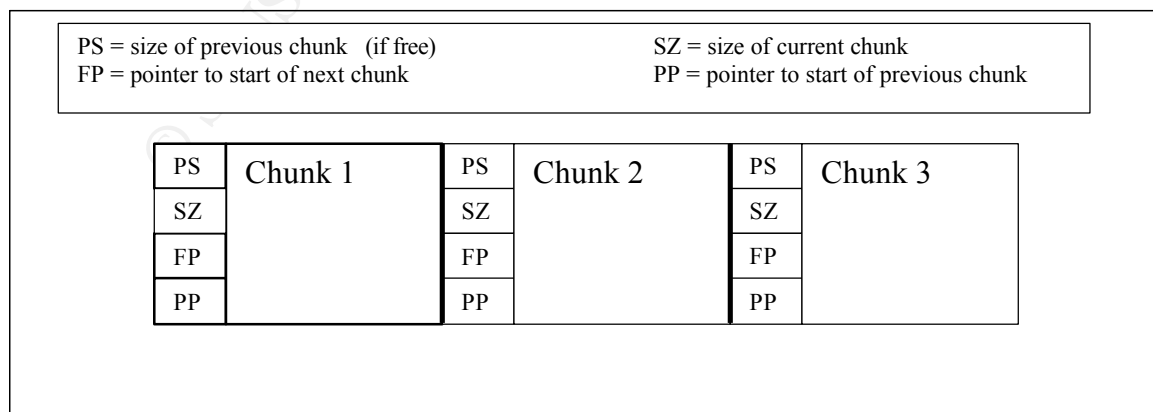 PS = size of previous chunk (if free) SZ = size of current chunk
FP = pointer to start of next chunk PP = pointer to start of previous chunk
PS Chunk 1 PS Chunk 2 PS Chunk 3
SZ SZ SZ
FP FP FP
PP PP PP